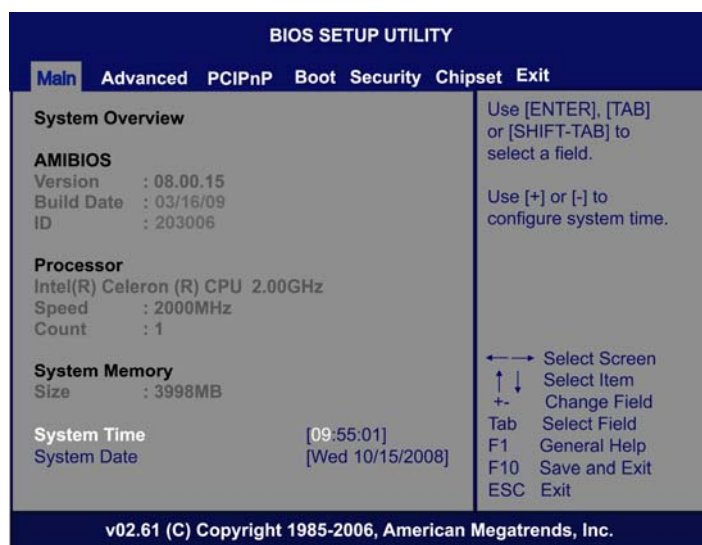 BIOS SETUP UTILITY
Main Advanced PCIPnP Boot Security Chipset Exit
System Overview
AMIBIOS
Version : 08.00.15
Build Date : 03/16/09
ID : 203006
Processor
Intel(R) Celeron (R) CPU 2.00GHz
Speed : 2000MHz
Count : 1
System Memory
Size : 3998MB
System Time [09:55:01]
System Date [Wed 10/15/2008]
Use [ENTER], [TAB]
or [SHIFT-TAB] to
select a field.
Use [+] or [-] to
configure system time.
←→ Select Screen
↑↓ Select Item
+- Change Field
Tab Select Field
F1 General Help
F10 Save and Exit
ESC Exit
v02.61 (C) Copyright 1985-2006, American Megatrends, Inc.